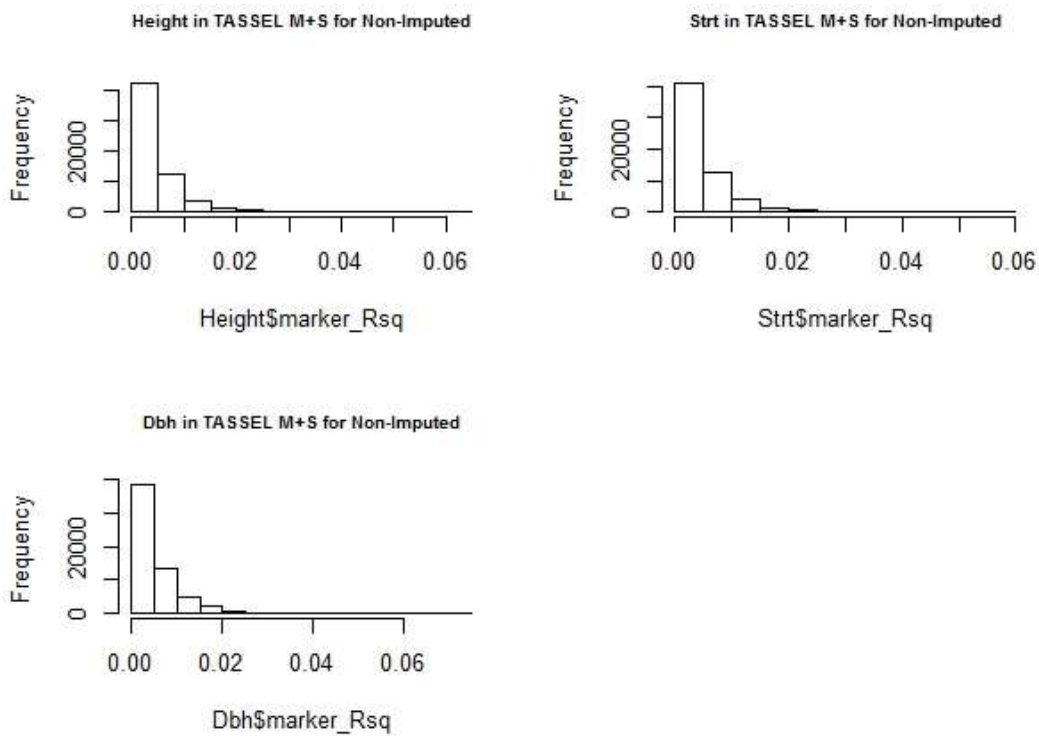 Height in TASSEL M+S for Non-Imputed
Frequency
0 20000
0.00 0.02 0.04 0.06
Height$marker_Rsq
Strt in TASSEL M+S for Non-Imputed
Frequency
0 20000
0.00 0.02 0.04 0.06
Strt$marker_Rsq
Dbh in TASSEL M+S for Non-Imputed
Frequency
0 20000
0.00 0.02 0.04 0.06
Dbh$marker_Rsq